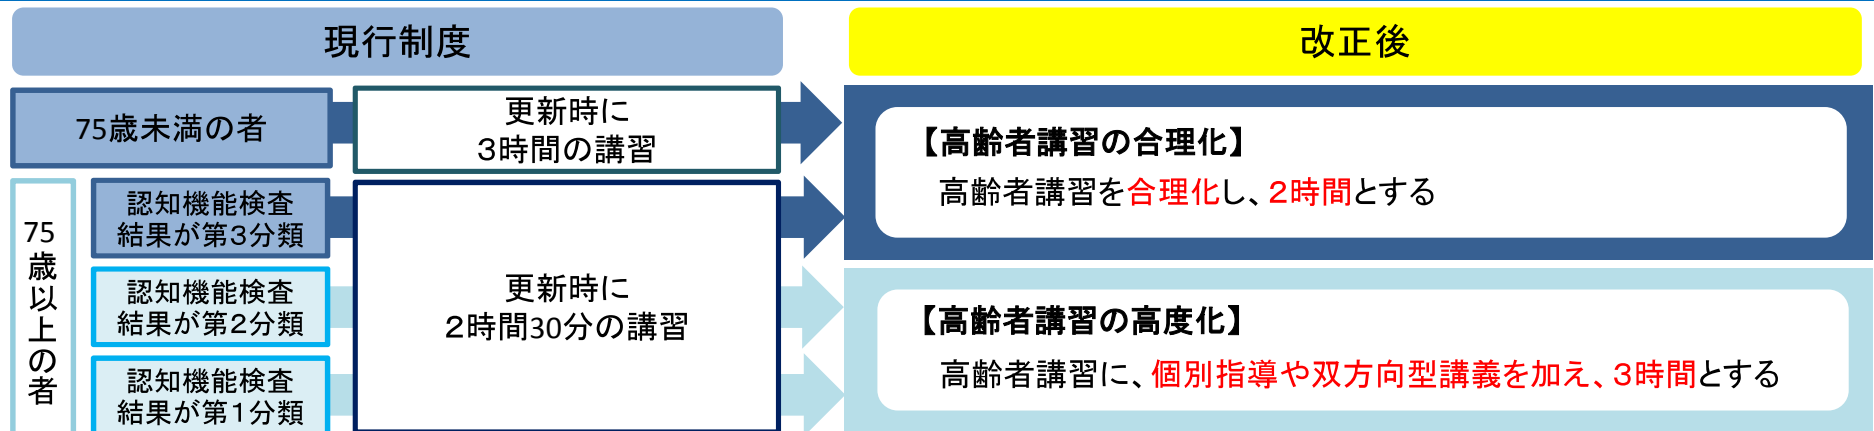 現行制度
改正後
75歳未満の者
更新時に
3時間の講習
【高齢者講習の合理化】
高齢者講習を合理化し、2時間とする
75歳以上の者
認知機能検査
結果が第3分類
認知機能検査
結果が第2分類
認知機能検査
結果が第1分類
更新時に
2時間30分の講習
【高齢者講習の高度化】
高齢者講習に、個別指導や双方向型講義を加え、3時間とする